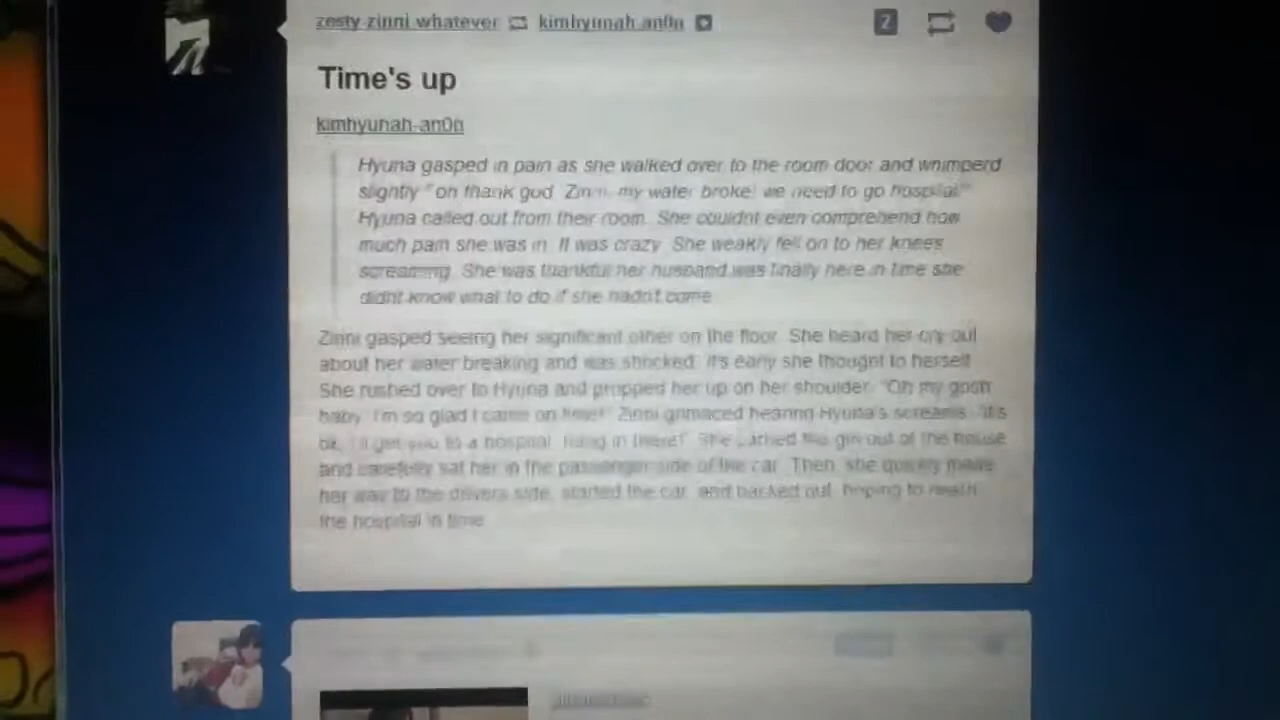 zesty-zinni-whatever kimhyunah-an0n
2
Time's up
kimhyunah-an0n
Hyuna gasped in pain as she walked over to the room door and whimperd
slightly " oh thank god. Zinni, my water broke! we need to go hospital"
Hyuna called out from their room. She couldnt even comprehend how
much pain she was in. It was crazy. She weakly fell on to her knees
screaming. She was thankful her husband was finally here in time she
didnt know what to do if she hadn't come
Zinni gasped seeing her significant other on the floor. She heard her cry out
about her water breaking and was shocked. It's early she thought to herself.
She rushed over to Hyuna and propped her up on her shoulder. "Oh my gosh
baby. I'm so glad I came on time!" Zinni grimaced hearing Hyuna's screams. "It's
ok, I'll get you to a hospital, hang in there!" She carried the girl out of the house
and carefully sat her in the passenger side of the car. Then, she quickly made
her way to the drivers side, started the car, and backed out, hoping to reach
the hospital in time.